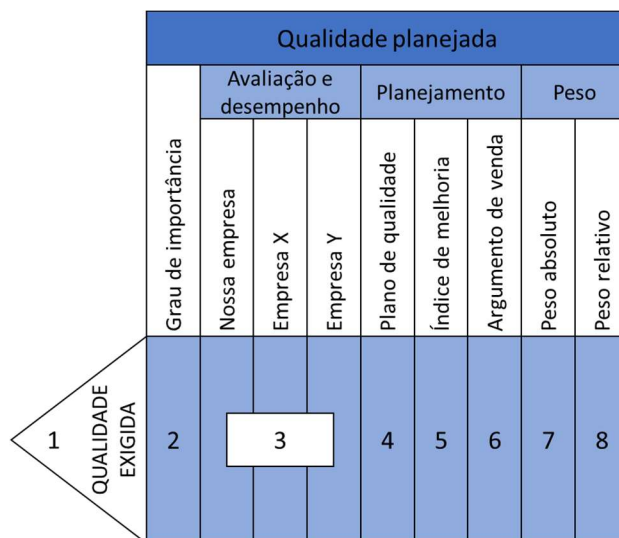 Qualidade planejada
Avaliação e
desempenho
Planejamento
Peso
Grau de importância
Nossa empresa
Empresa X
Empresa Y
Plano de qualidade
Índice de melhoria
Argumento de venda
Peso absoluto
Peso relativo
1
QUALIDADE
EXIGIDA
2
3
4
5
6
7
8